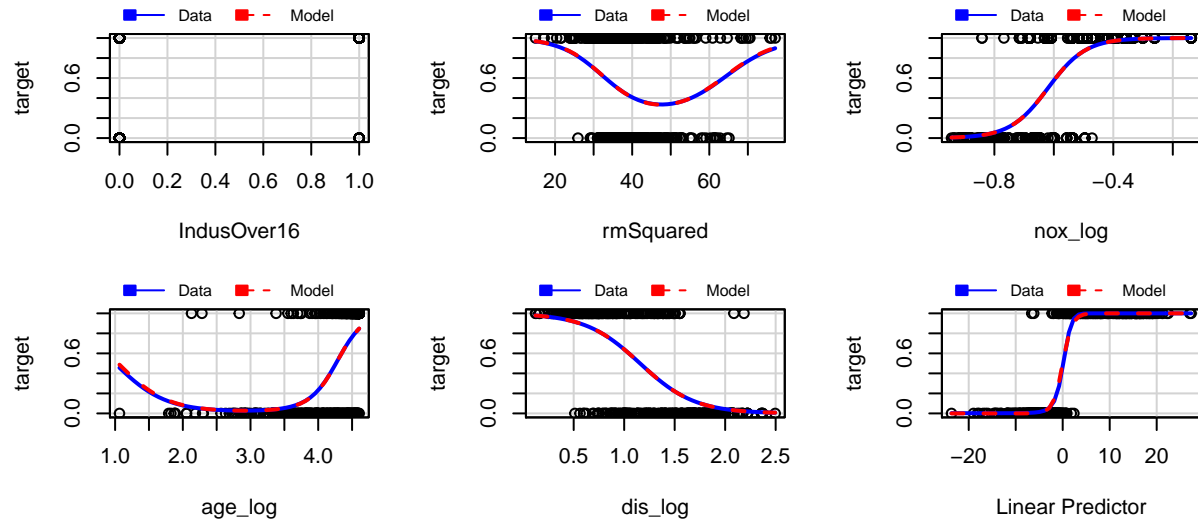 Data Model
target
0.0 0.6
0.0 0.2 0.4 0.6 0.8 1.0
IndusOver16
Data Model
target
0.0 0.6
20 40 60
rmSquared
Data Model
target
0.0 0.6
−0.8 −0.4
nox_log
Data Model
target
0.0 0.6
1.0 2.0 3.0 4.0
age_log
Data Model
target
0.0 0.6
0.5 1.0 1.5 2.0 2.5
dis_log
Data Model
target
0.0 0.6
−20 0 10 20
Linear Predictor